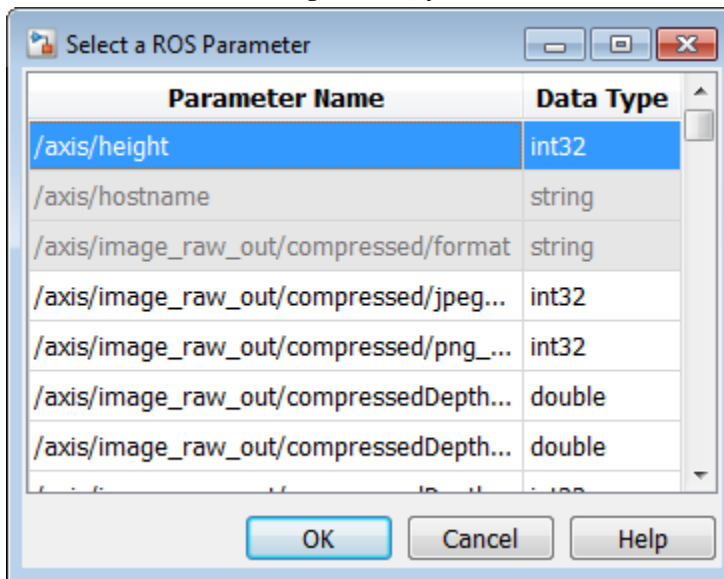 Select a ROS Parameter
Parameter Name Data Type
/axis/height int32
/axis/hostname string
/axis/image_raw_out/compressed/format string
/axis/image_raw_out/compressed/jpeg... int32
/axis/image_raw_out/compressed/png_... int32
/axis/image_raw_out/compressedDepth... double
/axis/image_raw_out/compressedDepth... double
OK Cancel Help